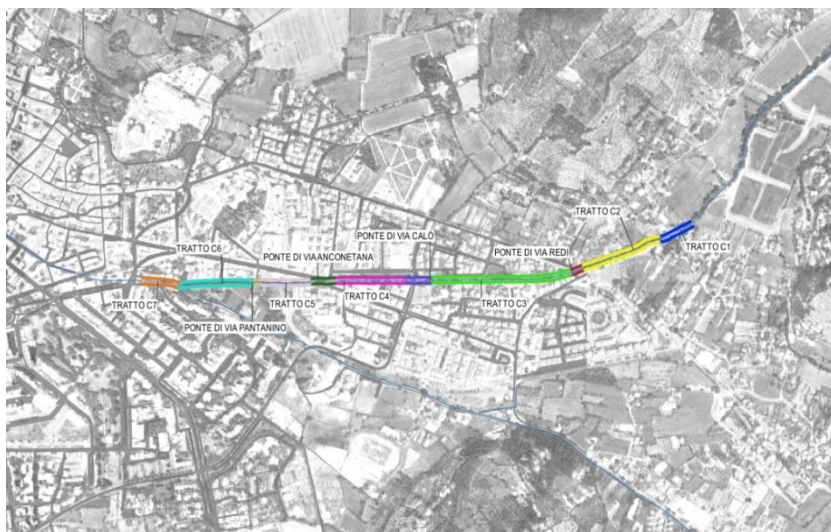 TRATTO C2
PONTE DI VIA CALÒ
TRATTO C6
PONTE DI VIA ANCONETANA
PONTE DI VIA REDI
TRATTO C1
TRATTO C7
TRATTO C5
TRATTO C4
TRATTO C3
PONTE DI VIA PANTANINO